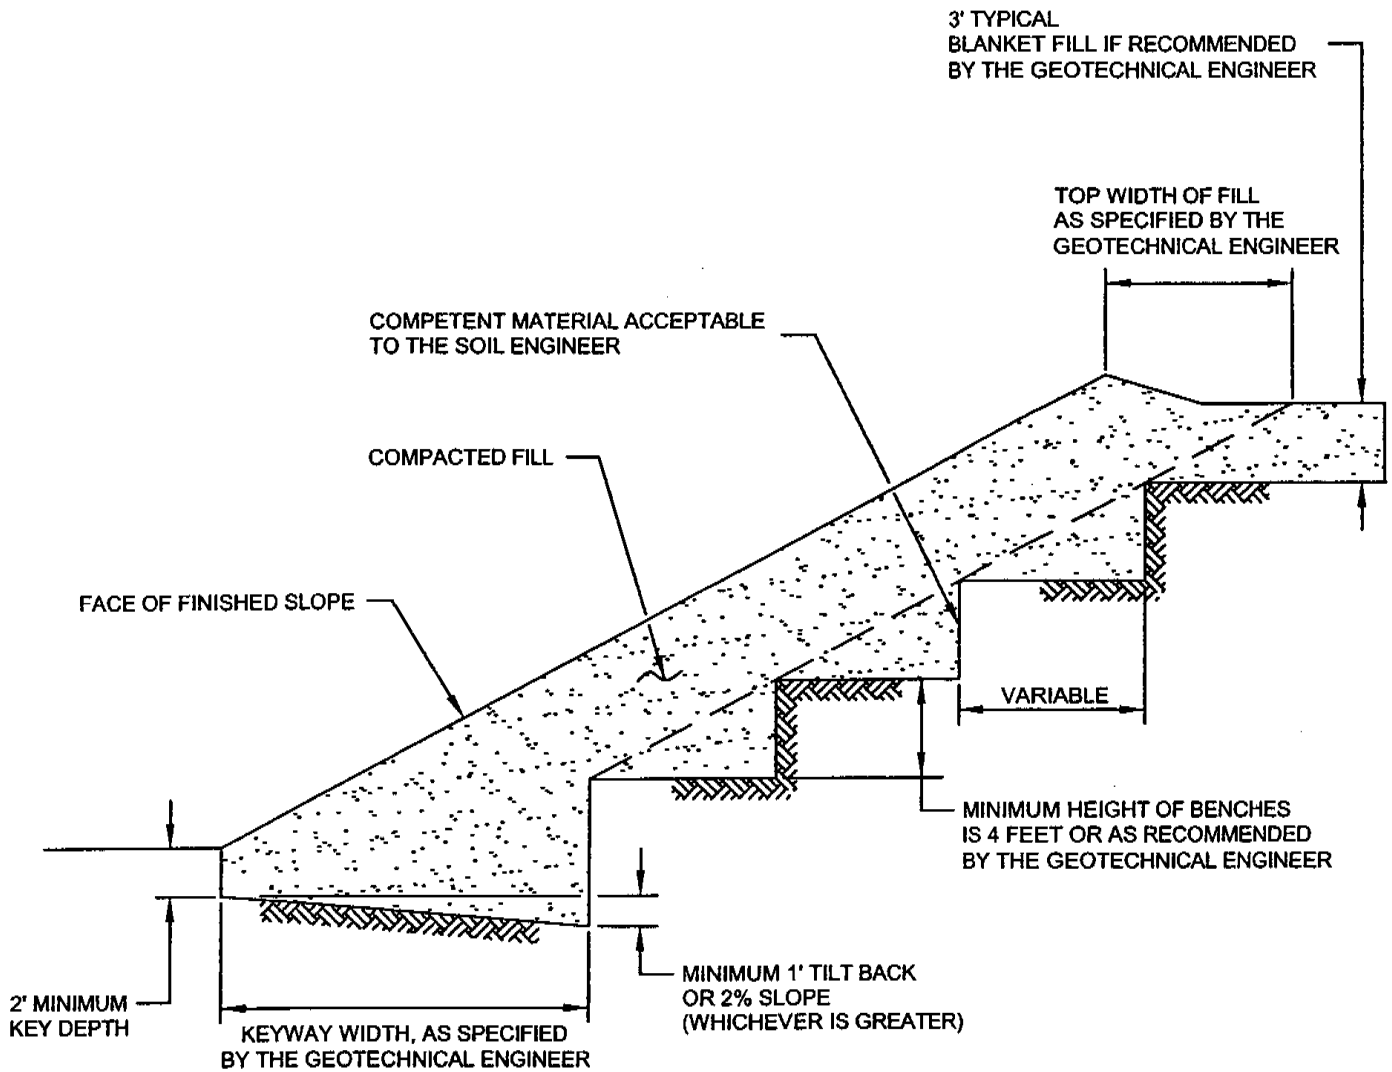 3' TYPICAL
BLANKET FILL IF RECOMMENDED
BY THE GEOTECHNICAL ENGINEER
TOP WIDTH OF FILL
AS SPECIFIED BY THE
GEOTECHNICAL ENGINEER
COMPETENT MATERIAL ACCEPTABLE
TO THE SOIL ENGINEER
COMPACTED FILL
FACE OF FINISHED SLOPE
VARIABLE
MINIMUM HEIGHT OF BENCHES
IS 4 FEET OR AS RECOMMENDED
BY THE GEOTECHNICAL ENGINEER
MINIMUM 1' TILT BACK
OR 2% SLOPE
(WHICHEVER IS GREATER)
2' MINIMUM
KEY DEPTH
KEYWAY WIDTH, AS SPECIFIED
BY THE GEOTECHNICAL ENGINEER